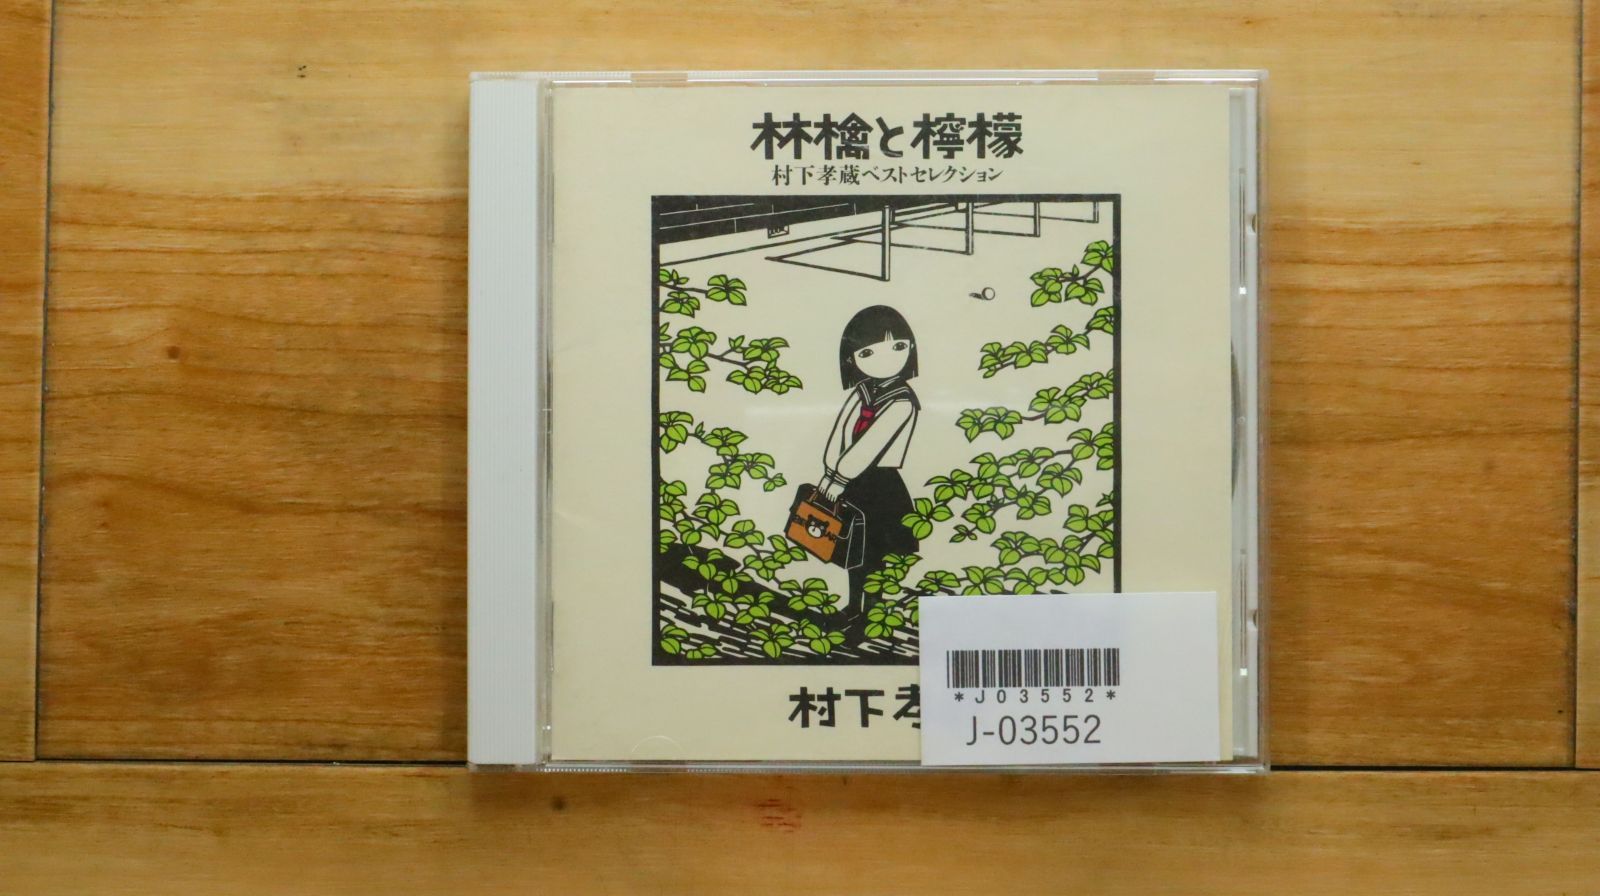 林檎と檸檬
村下孝蔵ベストセレクション
村下孝
*J03552*
J-03552